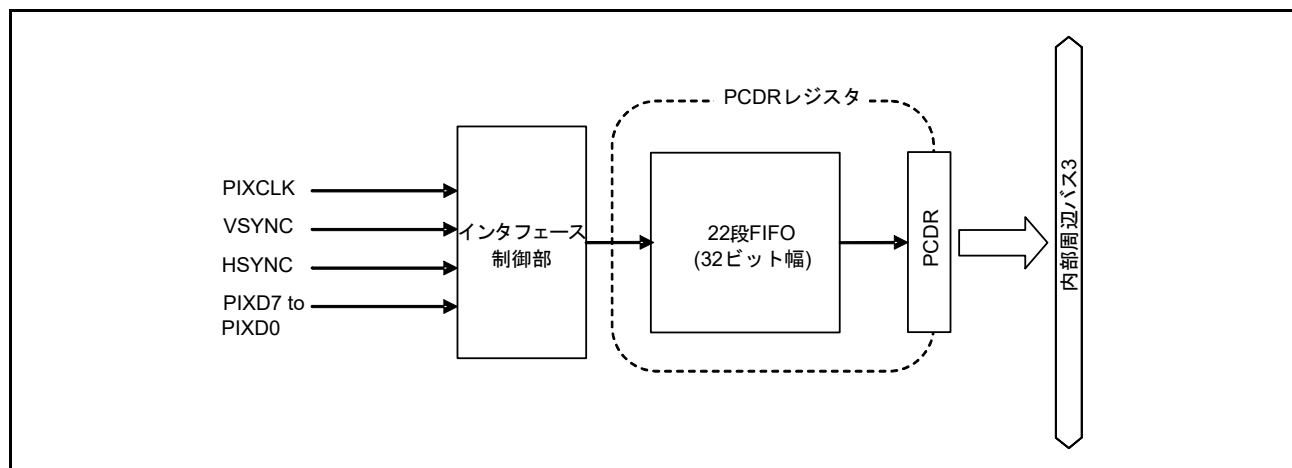 PCDRレジスタ
PIXCLK
VSYNC
HSYNC
PIXD7 to
PIXD0
インタフェース
制御部
22段FIFO
(32ビット幅)
PCDR
内部周辺バス3